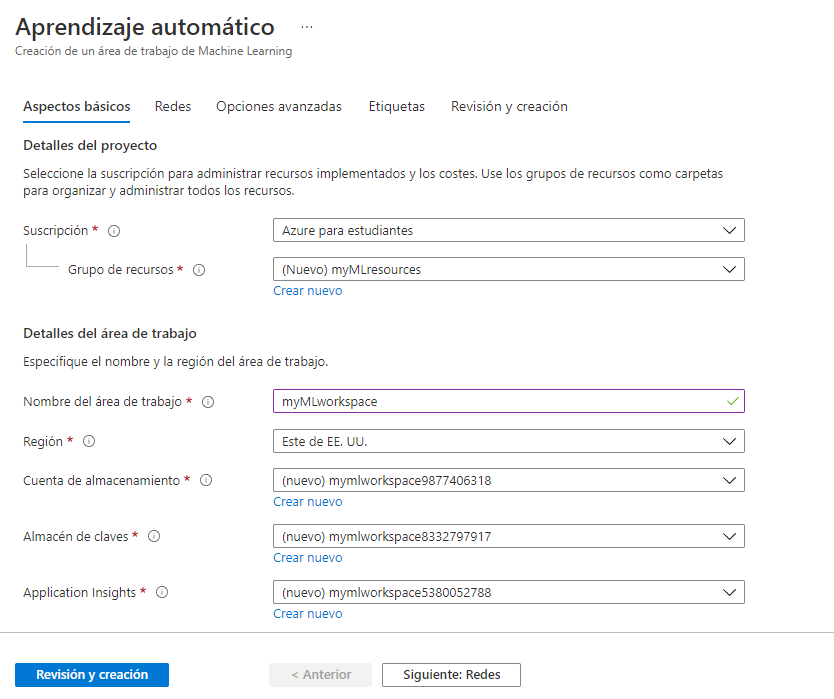 Aprendizaje automático ...
Creación de un área de trabajo de Machine Learning
Aspectos básicos Redes Opciones avanzadas Etiquetas Revisión y creación
Detalles del proyecto
Seleccione la suscripción para administrar recursos implementados y los costes. Use los grupos de recursos como carpetas
para organizar y administrar todos los recursos.
Suscripción * Azure para estudiantes
Grupo de recursos * (Nuevo) myMLresources
Crear nuevo
Detalles del área de trabajo
Especifique el nombre y la región del área de trabajo.
Nombre del área de trabajo * myMLworkspace
Región * Este de EE. UU.
Cuenta de almacenamiento * (nuevo) mymlworkspace9877406318
Crear nuevo
Almacén de claves * (nuevo) mymlworkspace8332797917
Crear nuevo
Application Insights * (nuevo) mymlworkspace5380052788
Crear nuevo
Revisión y creación < Anterior Siguiente: Redes